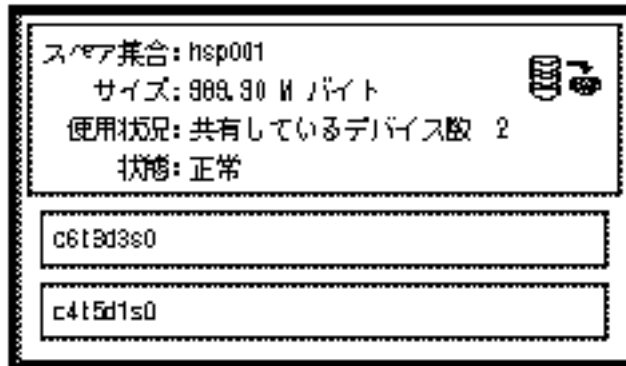 スペア集合: hsp001
サイズ: 989.90 M バイト
使用状況: 共有しているデバイス数 2
状態: 正常
c6t3d3s0
c4t5d1s0